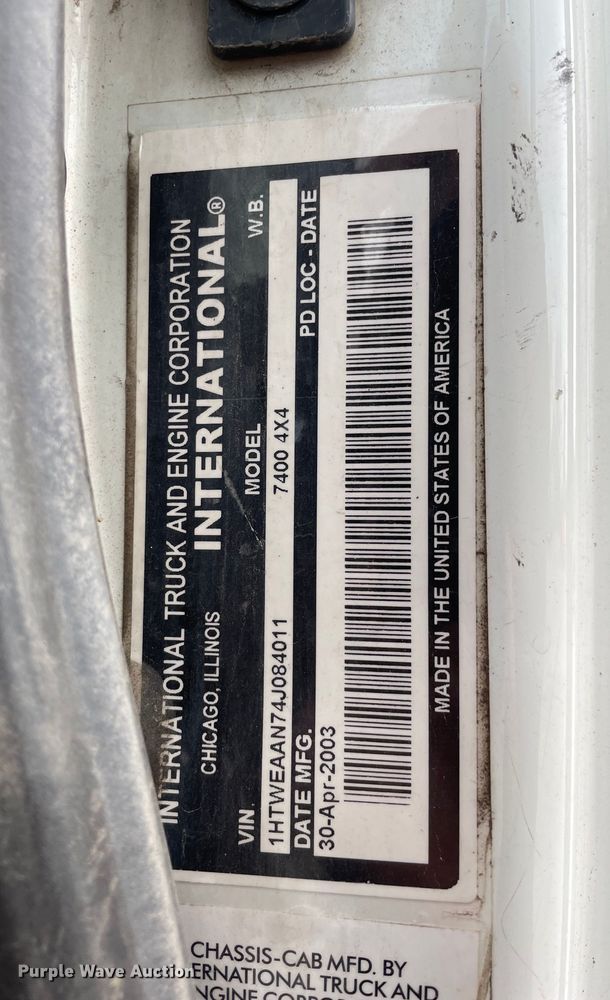 INTERNATIONAL TRUCK AND ENGINE CORPORATION
CHICAGO, ILLINOIS INTERNATIONAL®
VIN MODEL W.B.
1HTWEAAN74J084011 7400 4X4
DATE MFG. PD LOC - DATE
30-Apr-2003
MADE IN THE UNITED STATES OF AMERICA
CHASSIS-CAB MFD. BY
ERNATIONAL TRUCK AND
Purple Wave Auction